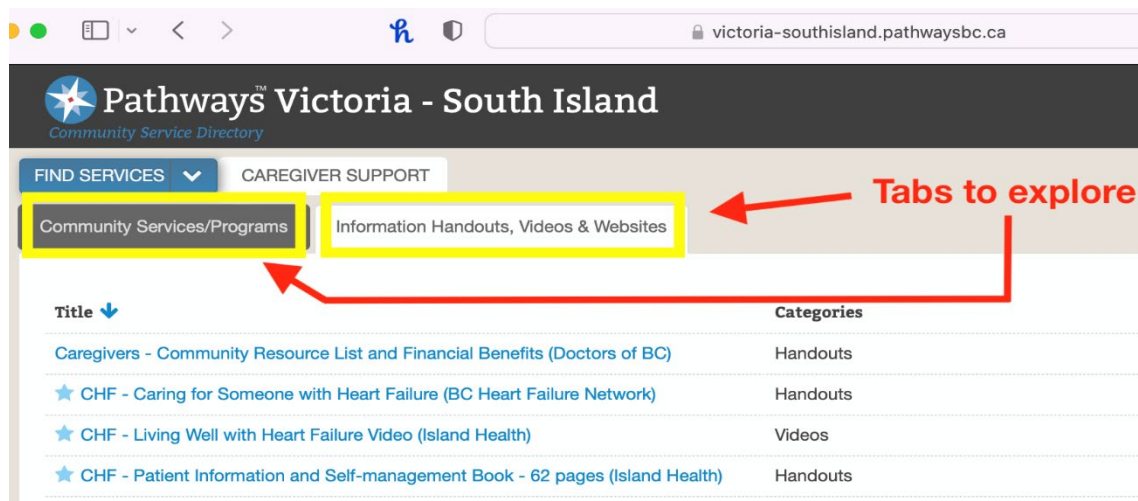 victoria-southisland.pathwaysbc.ca
Pathways™ Victoria - South Island
Community Service Directory
FIND SERVICES
CAREGIVER SUPPORT
Tabs to explore
Community Services/Programs
Information Handouts, Videos & Websites
Title
Categories
Caregivers - Community Resource List and Financial Benefits (Doctors of BC)
Handouts
CHF - Caring for Someone with Heart Failure (BC Heart Failure Network)
Handouts
CHF - Living Well with Heart Failure Video (Island Health)
Videos
CHF - Patient Information and Self-management Book - 62 pages (Island Health)
Handouts